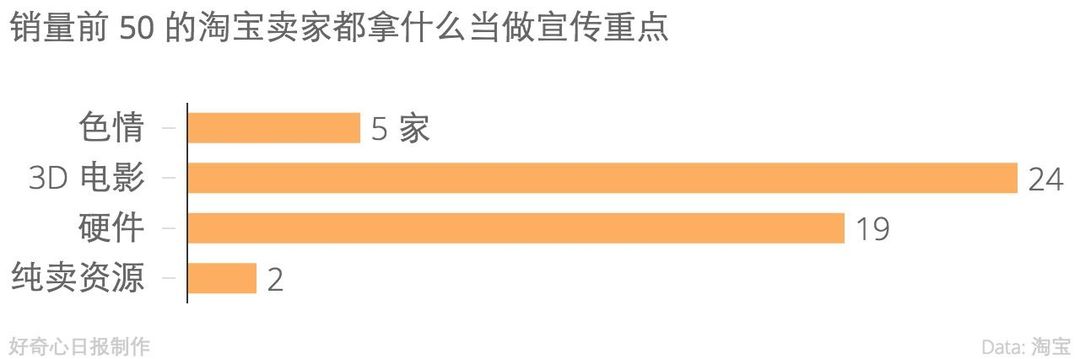 销量前 50 的淘宝卖家都拿什么当做宣传重点
色情 5 家
3D 电影 24
硬件 19
纯卖资源 2
好奇心日报制作 Data: 淘宝